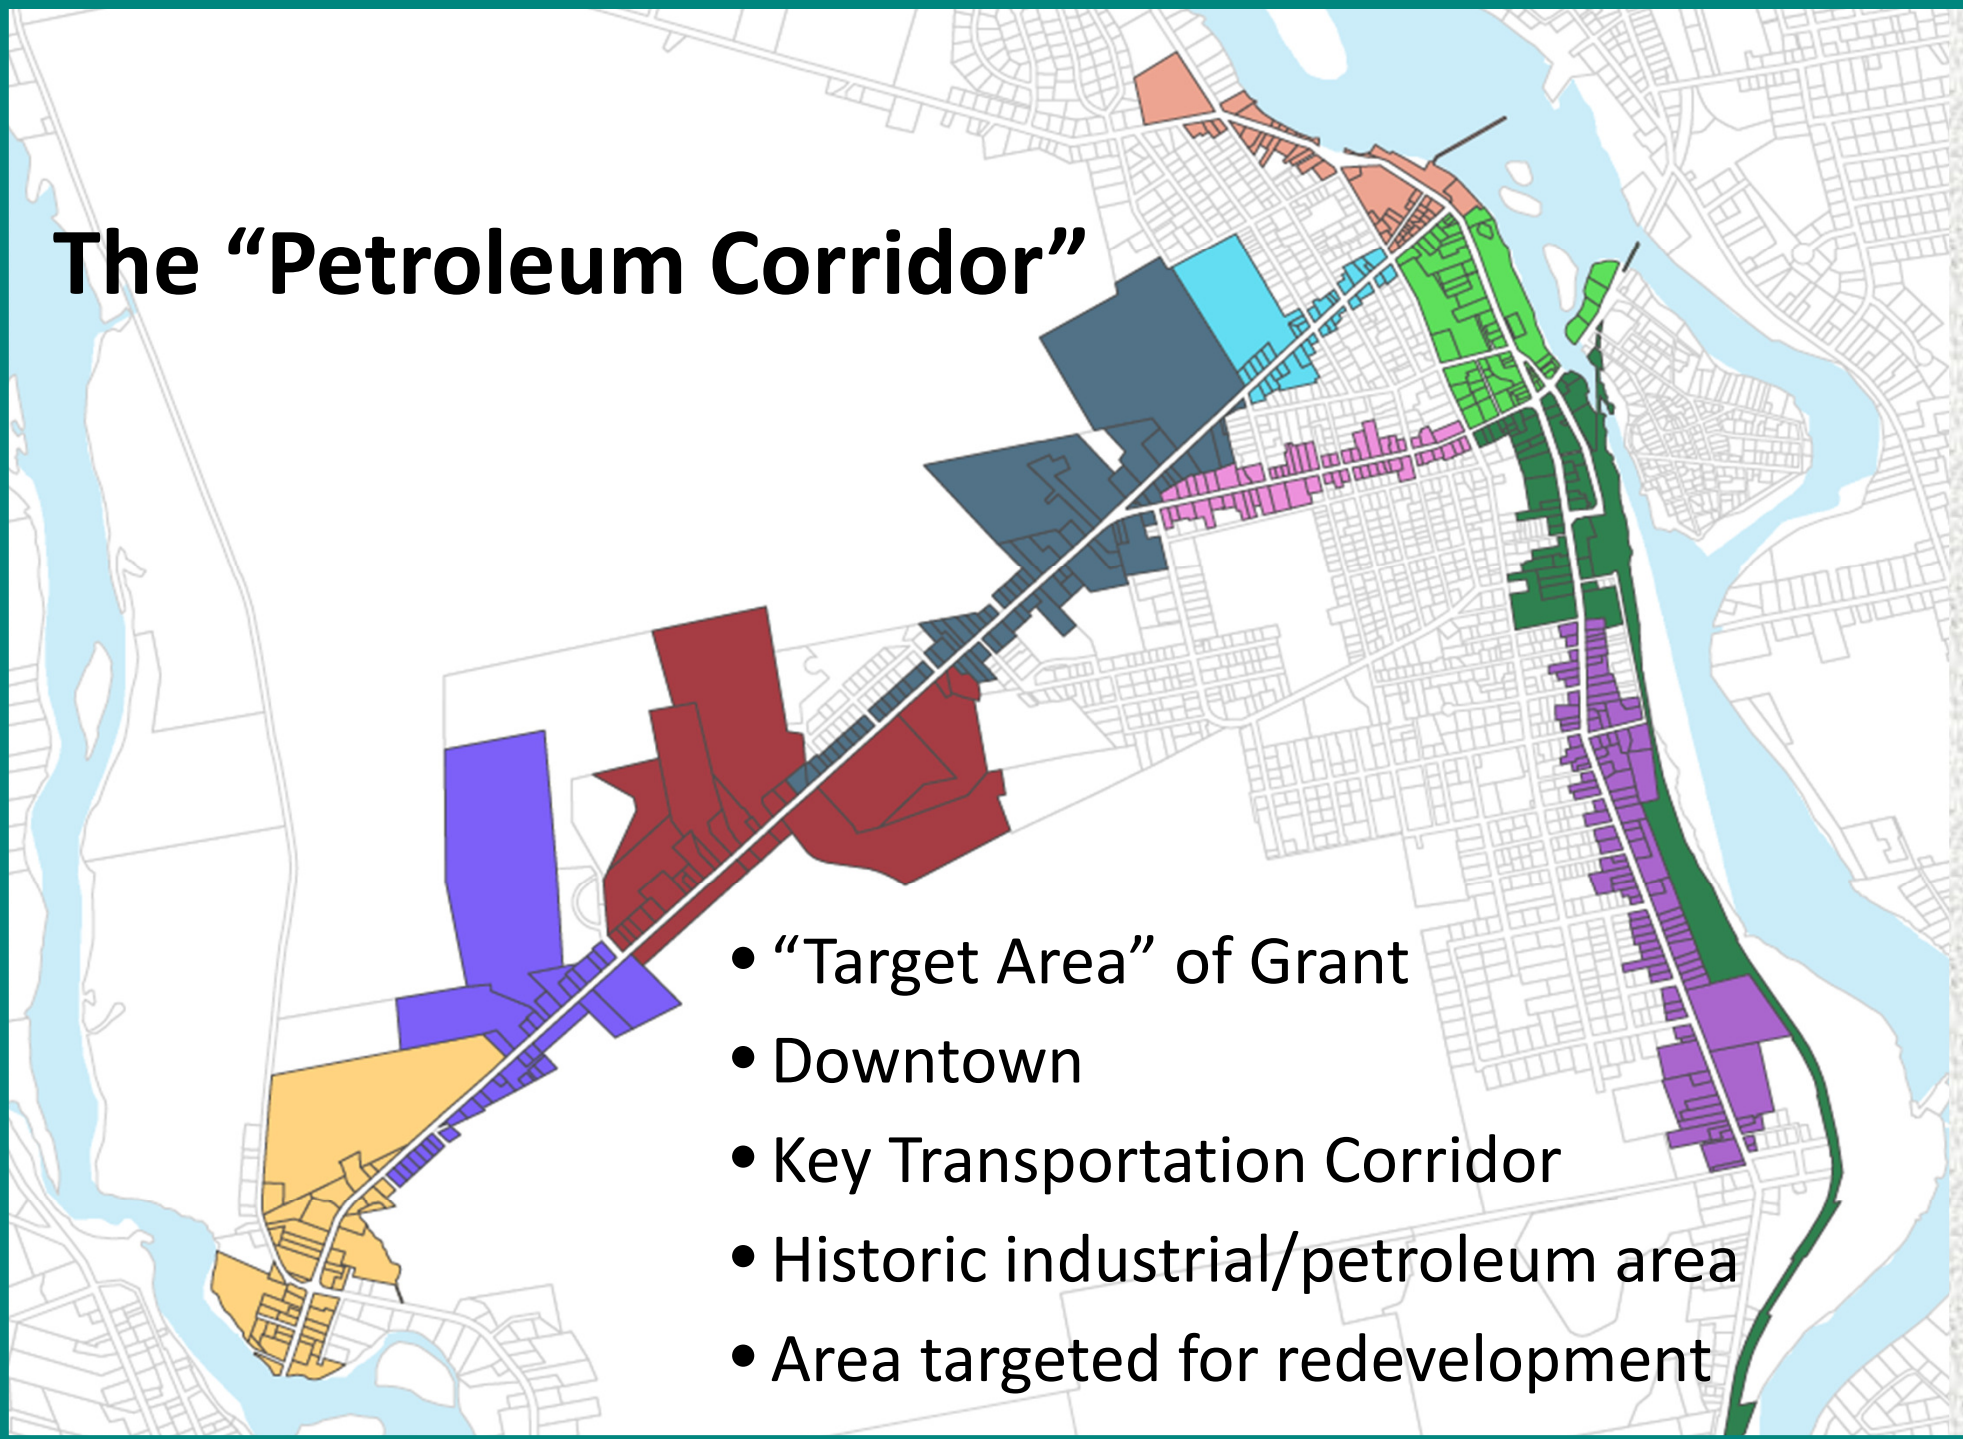 The “Petroleum Corridor”
• “Target Area” of Grant
• Downtown
• Key Transportation Corridor
• Historic industrial/petroleum area
• Area targeted for redevelopment